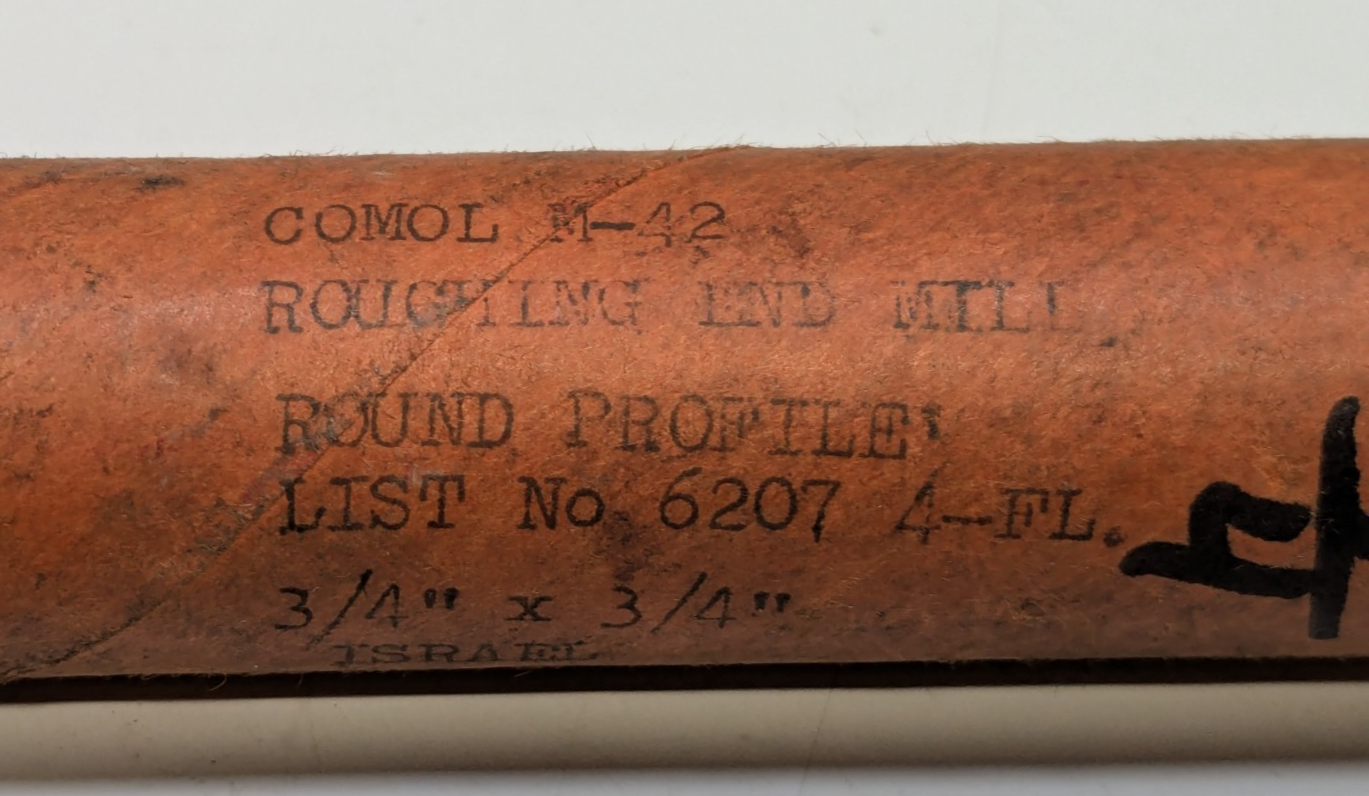 COMOL M-42
ROUGHING END MILL
ROUND PROFILE
LIST No 6207 4-FL.
3/4" x 3/4"
ISRAEL